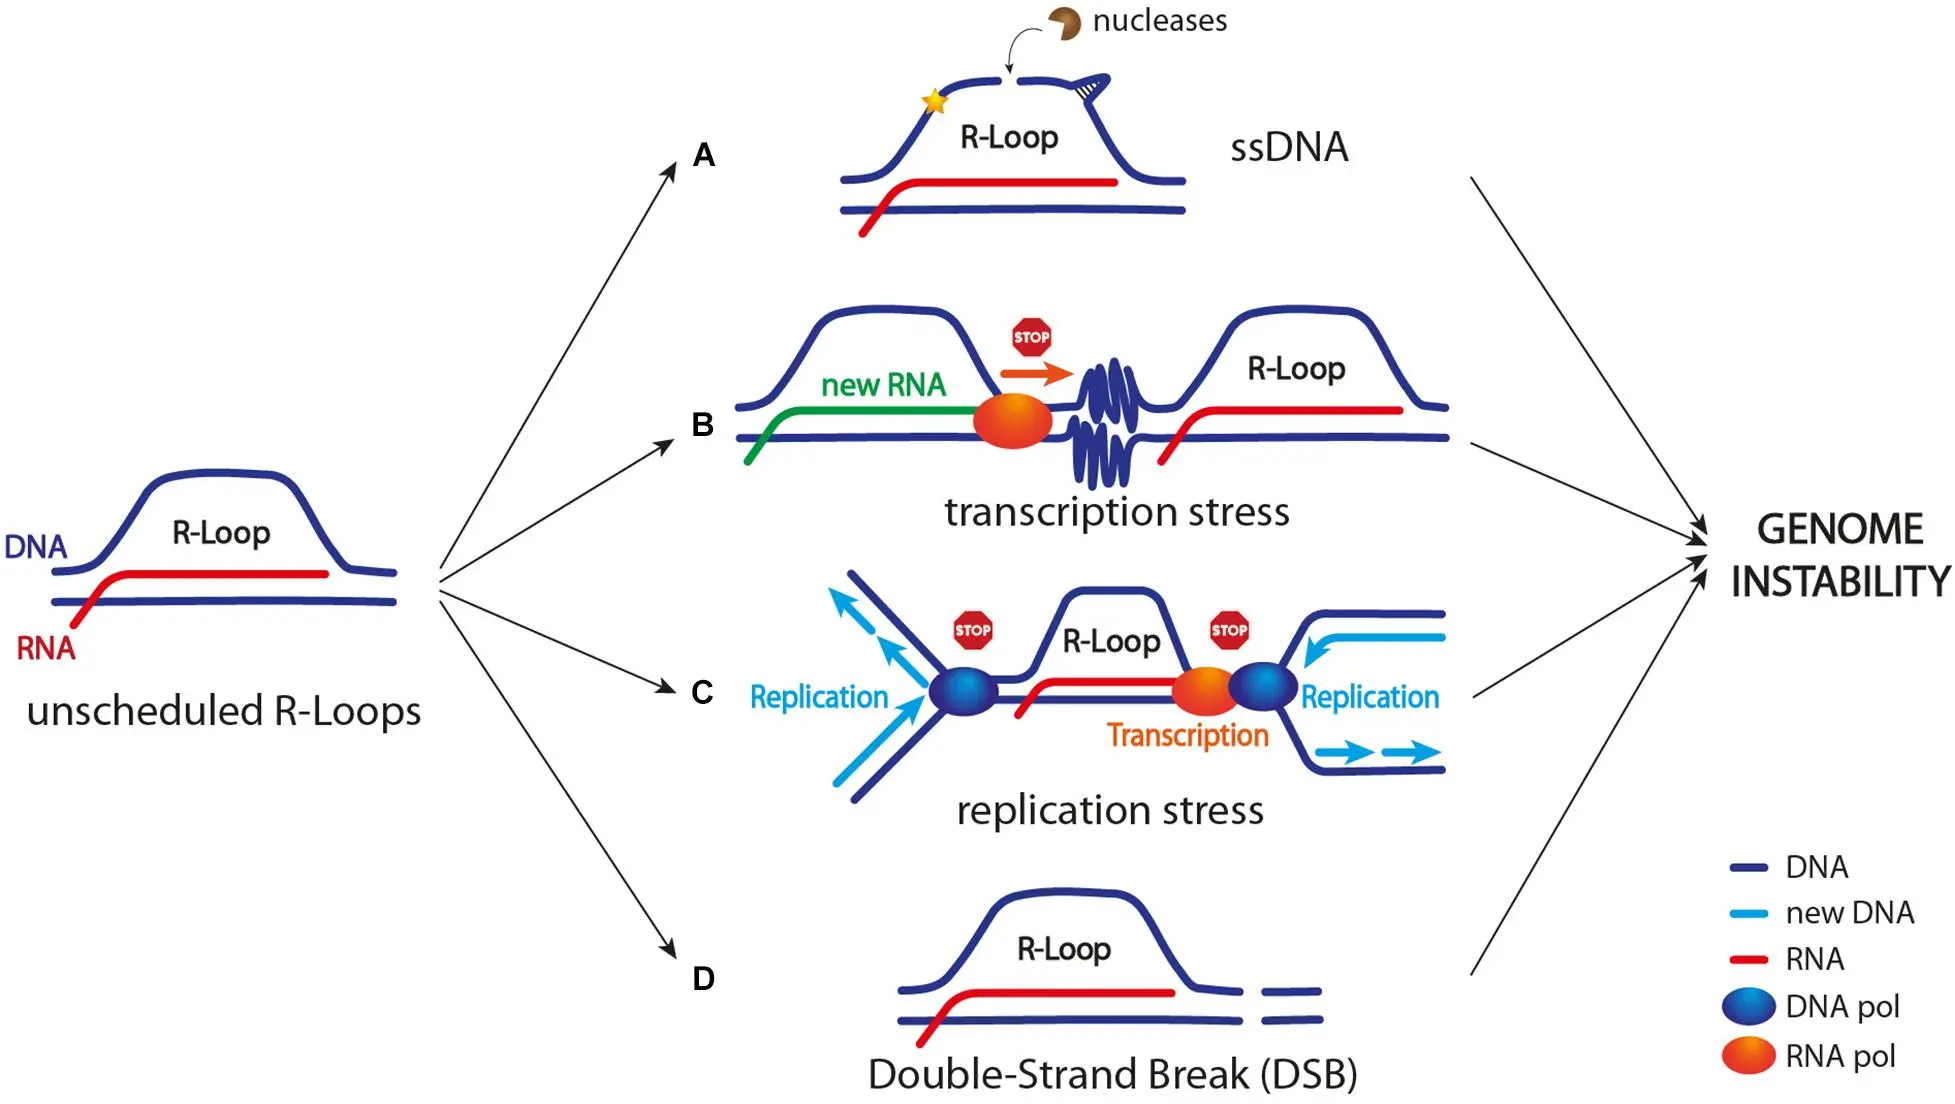 nucleases
A
R-Loop
ssDNA
STOP
new RNA
R-Loop
B
transcription stress
DNA
R-Loop
RNA
unscheduled R-Loops
GENOME
INSTABILITY
STOP
STOP
R-Loop
C
Replication
Replication
Transcription
replication stress
D
R-Loop
Double-Strand Break (DSB)
DNA
new DNA
RNA
DNA pol
RNA pol